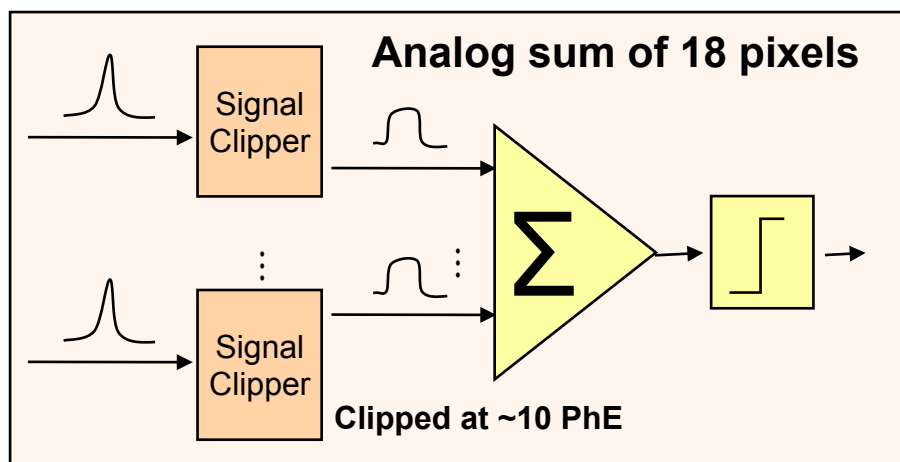 Analog sum of 18 pixels
Signal
Clipper
Σ
Signal
Clipper
Clipped at ~10 PhE